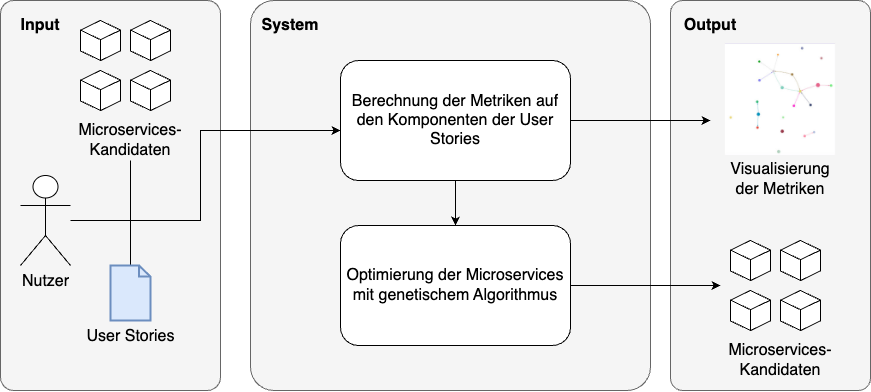 Input
Microservices-
Kandidaten
Nutzer
User Stories
System
Berechnung der Metriken auf
den Komponenten der User
Stories
Optimierung der Microservices
mit genetischem Algorithmus
Output
Visualisierung
der Metriken
Microservices-
Kandidaten